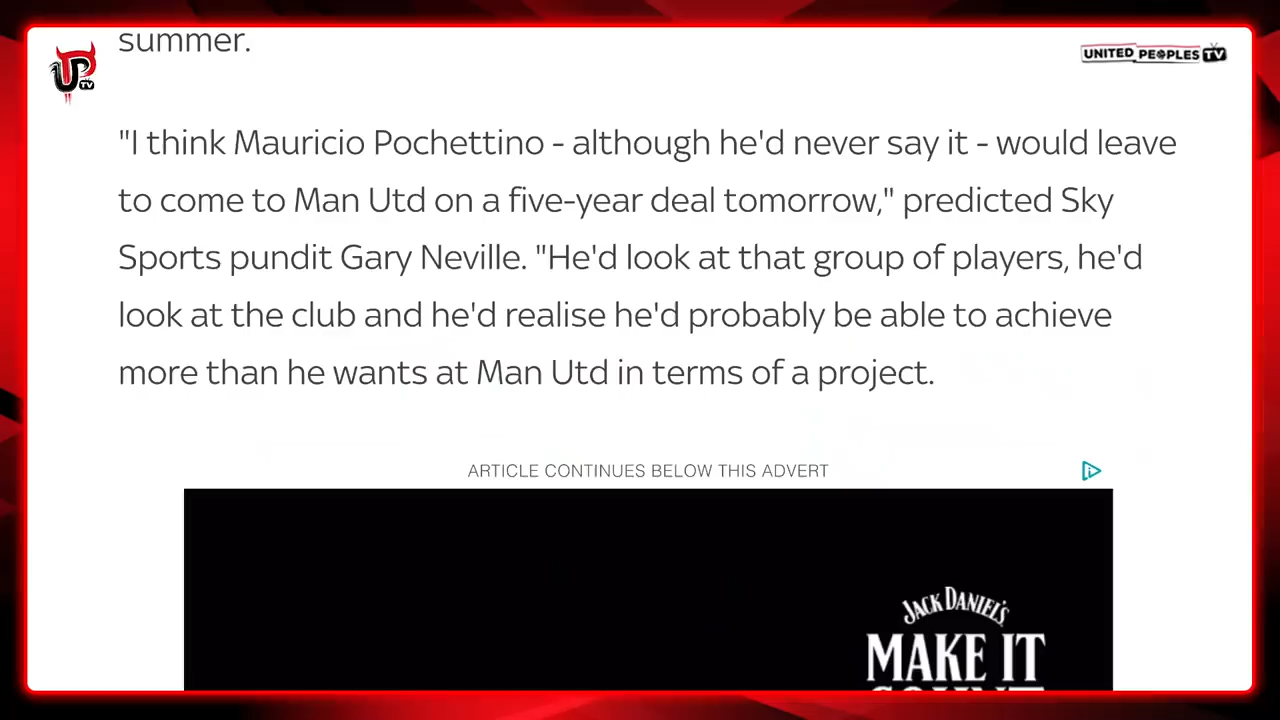 summer.
UP
TV
UNITED PEOPLES TV
"I think Mauricio Pochettino - although he'd never say it - would leave
to come to Man Utd on a five-year deal tomorrow," predicted Sky
Sports pundit Gary Neville. "He'd look at that group of players, he'd
look at the club and he'd realise he'd probably be able to achieve
more than he wants at Man Utd in terms of a project.
ARTICLE CONTINUES BELOW THIS ADVERT
JACK DANIEL'S
MAKE IT